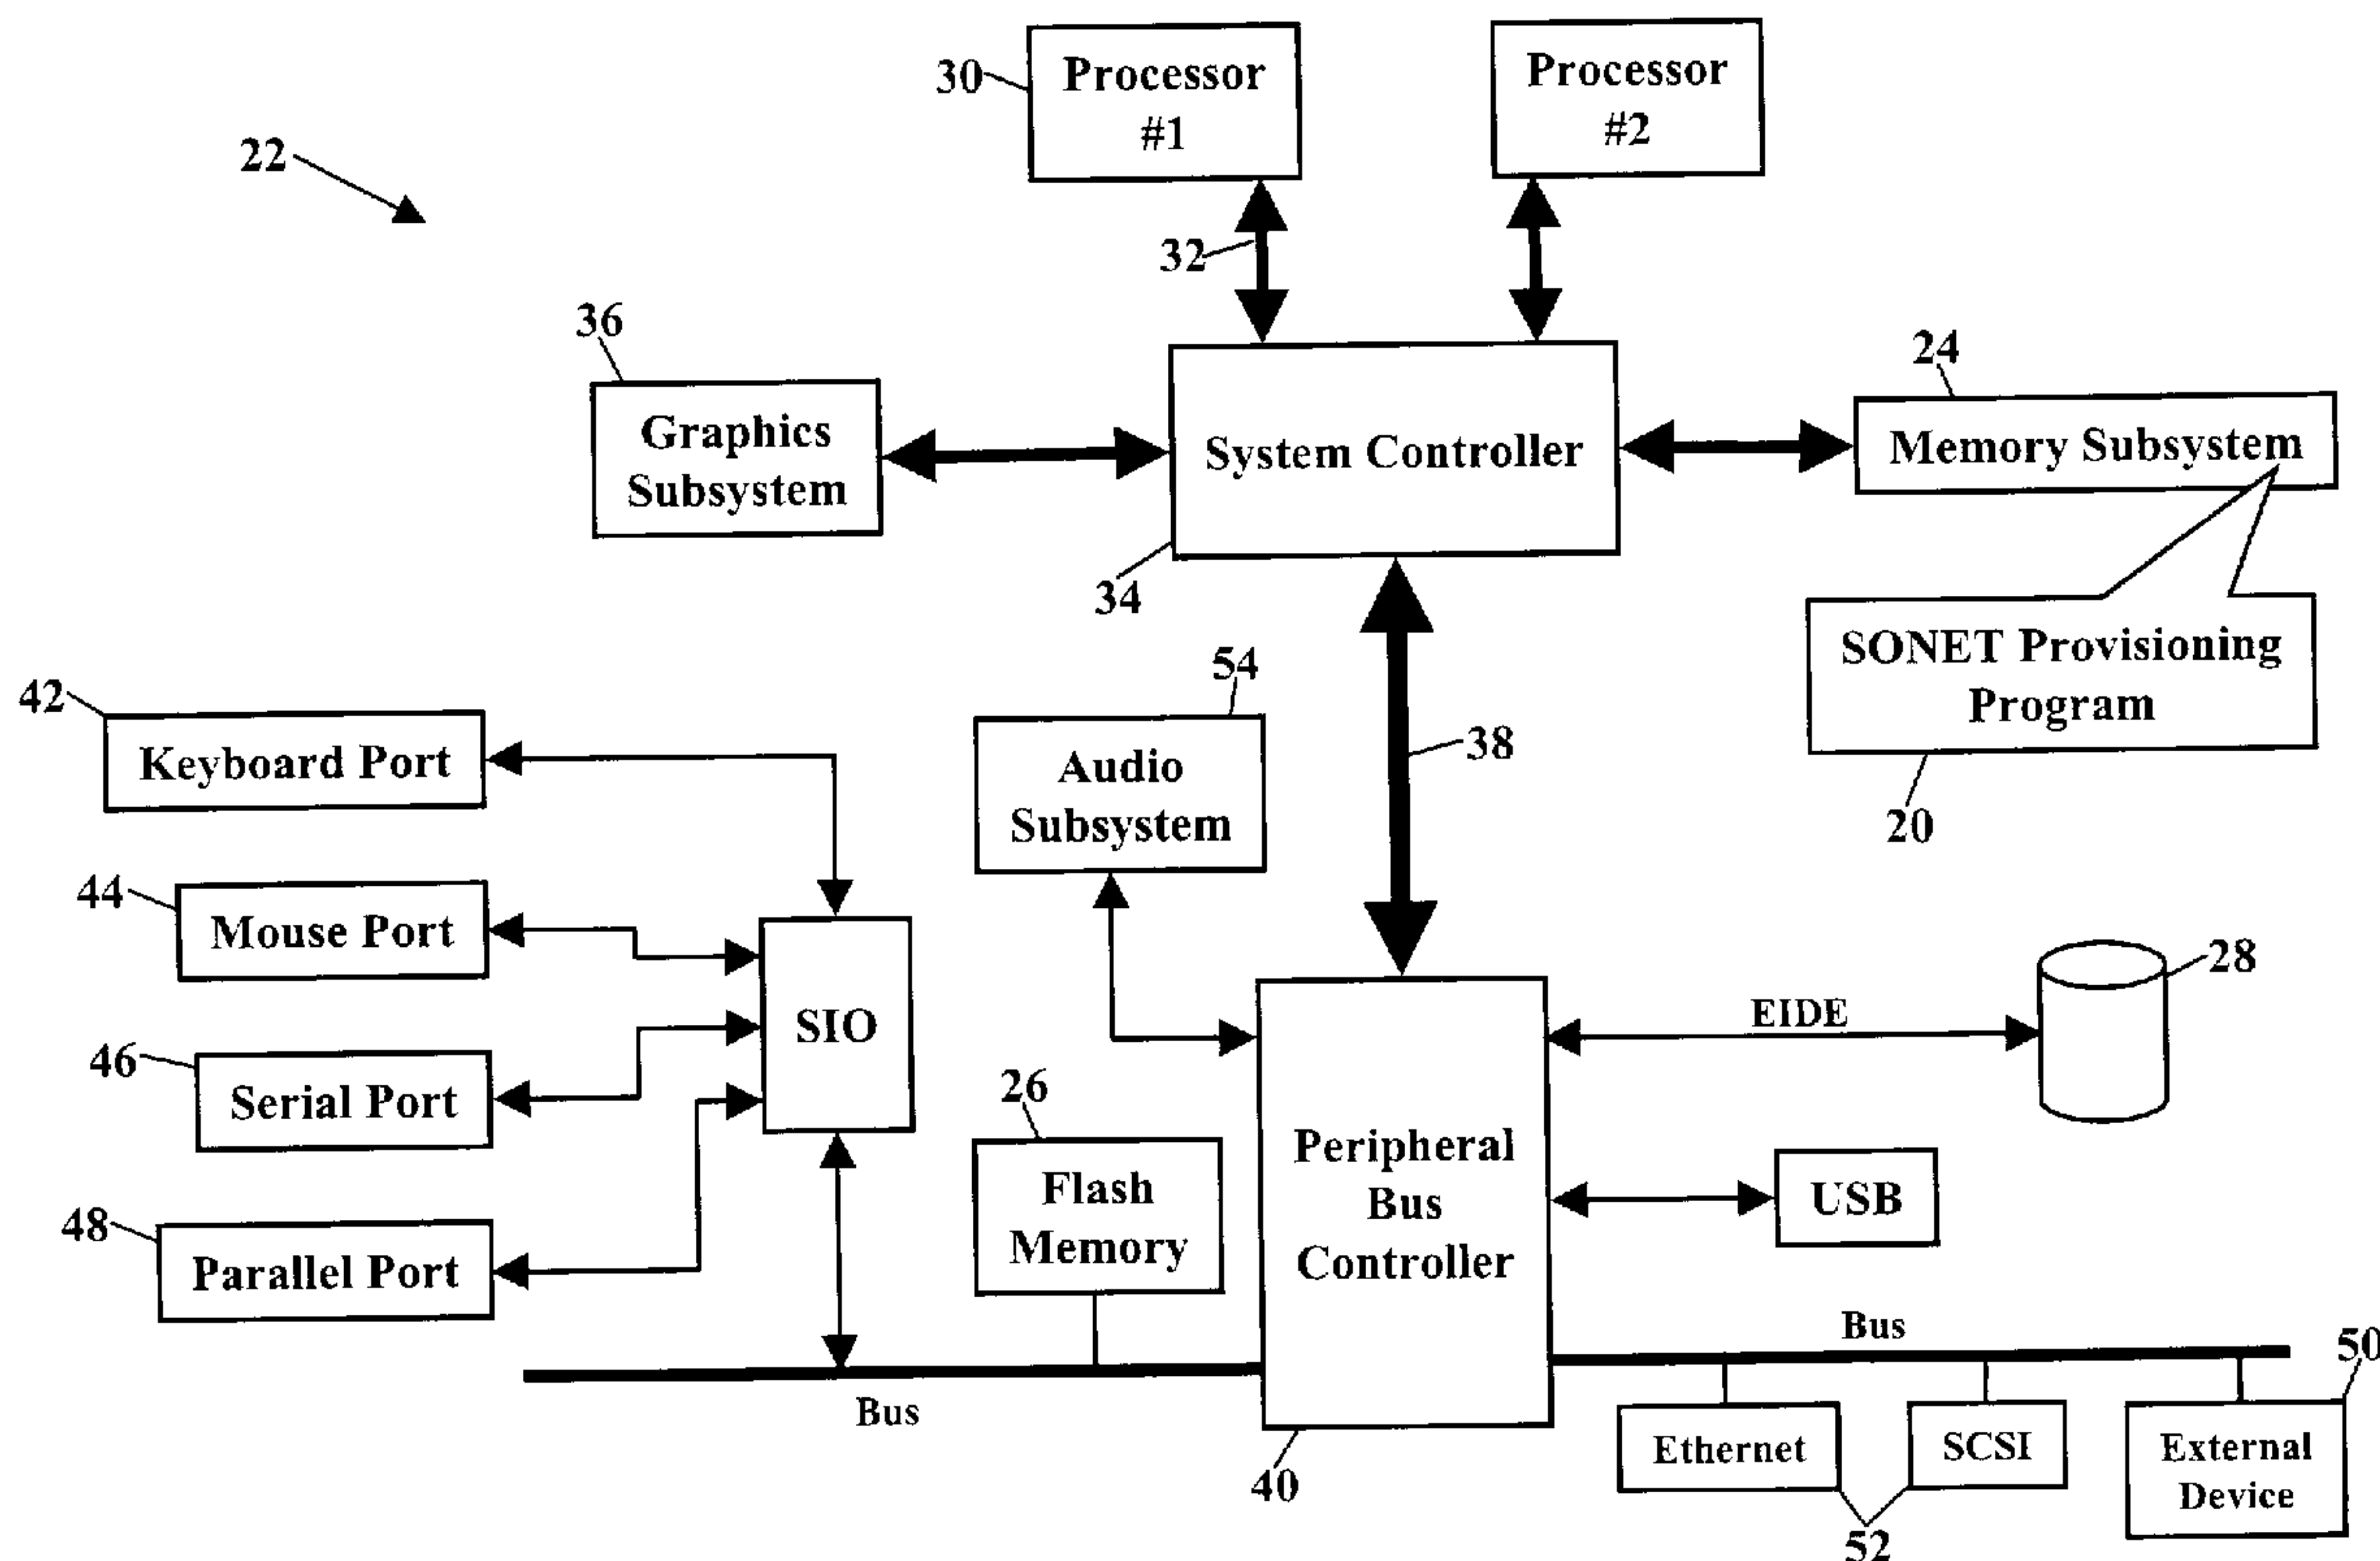 30
Processor
#1
Processor
#2
22
32
36
Graphics
Subsystem
System Controller
34
24
Memory Subsystem
SONET Provisioning
Program
20
38
54
Audio
Subsystem
42
Keyboard Port
44
Mouse Port
46
Serial Port
48
Parallel Port
SIO
26
Flash
Memory
Peripheral
Bus
Controller
40
EIDE
28
USB
Bus
Bus
Ethernet
SCSI
52
External
Device
50